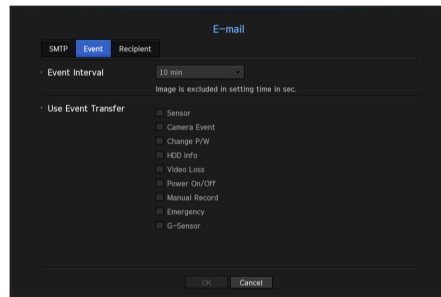 E-mail
SMTP Event Recipient
Event Interval 10 min
Image is excluded in setting time in sec.
Use Event Transfer Sensor
Camera Event
Change P/W
HDD Info
Video Loss
Power On/Off
Manual Record
Emergency
G-Sensor
OK Cancel